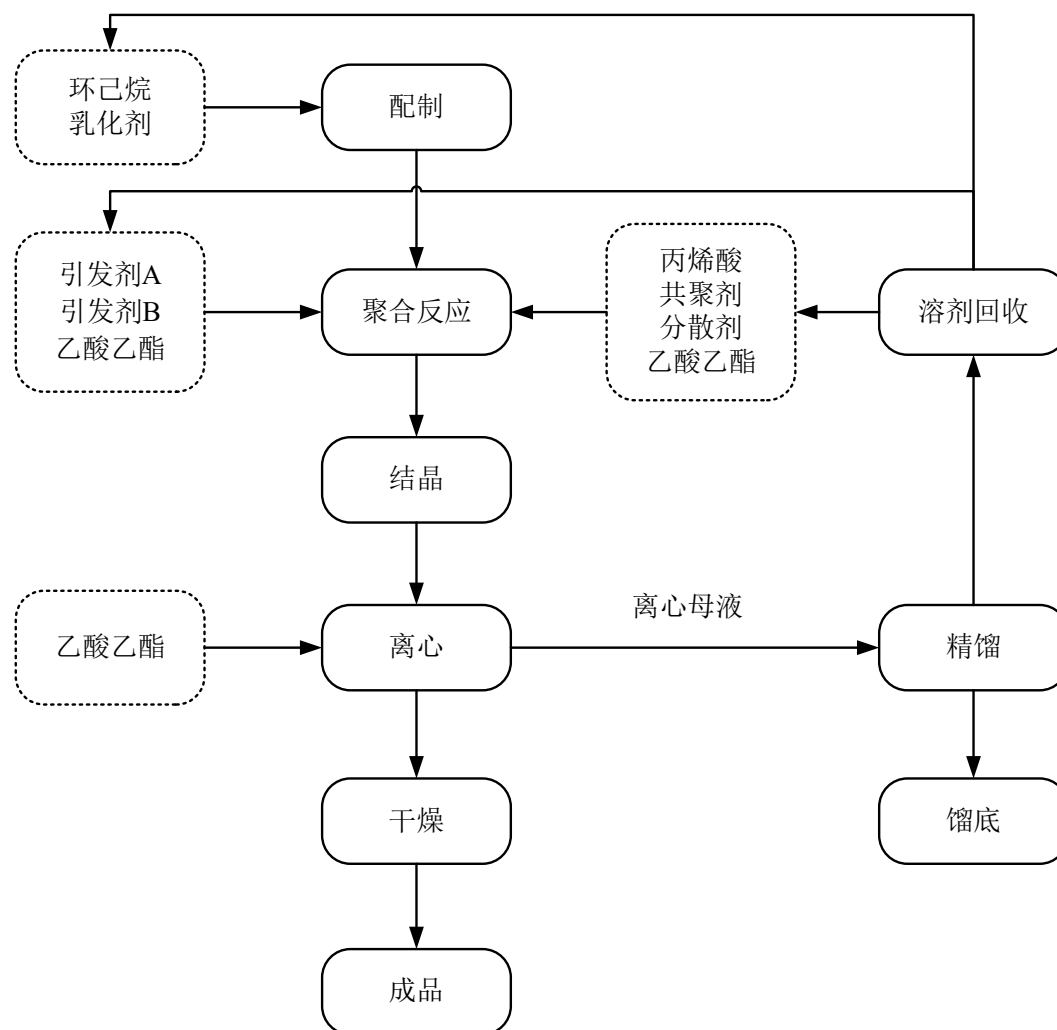 环己烷
乳化剂
配制
引发剂A
引发剂B
乙酸乙酯
聚合反应
丙烯酸
共聚剂
分散剂
乙酸乙酯
溶剂回收
结晶
乙酸乙酯
离心
离心母液
精馏
干燥
馏底
成品